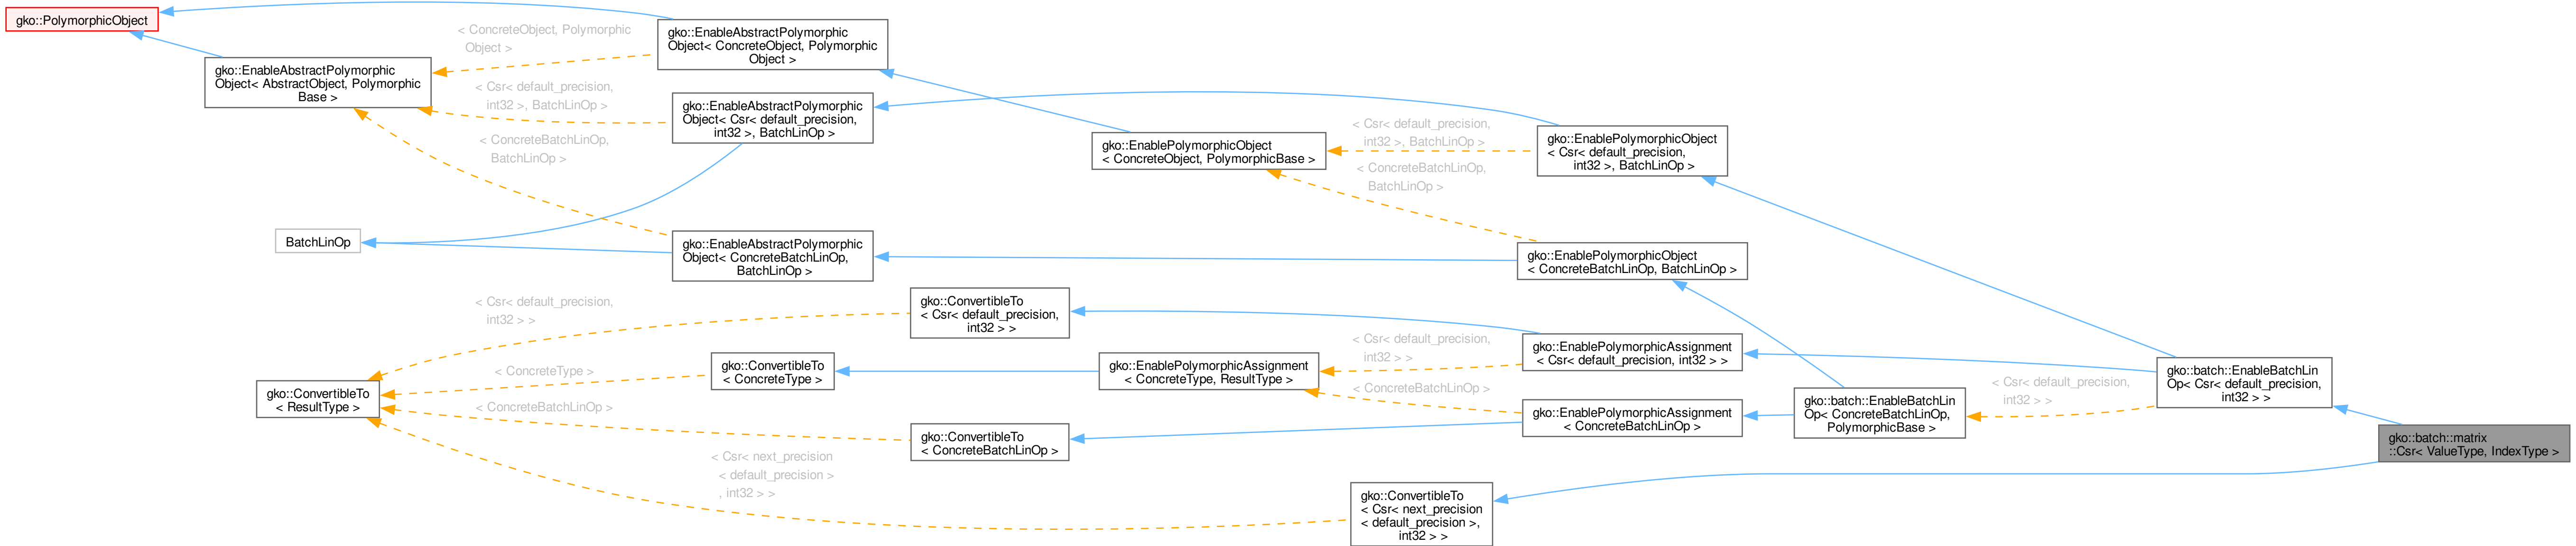 gko::PolymorphicObject
gko::EnableAbstractPolymorphic
Object< AbstractObject, Polymorphic
Base >
< ConcreteObject, Polymorphic
Object >
< Csr< default_precision,
int32 >, BatchLinOp >
< ConcreteBatchLinOp,
BatchLinOp >
gko::EnableAbstractPolymorphic
Object< ConcreteObject, Polymorphic
Object >
gko::EnableAbstractPolymorphic
Object< Csr< default_precision,
int32 >, BatchLinOp >
BatchLinOp
gko::EnableAbstractPolymorphic
Object< ConcreteBatchLinOp,
BatchLinOp >
gko::EnablePolymorphicObject
< ConcreteObject, PolymorphicBase >
< Csr< default_precision,
int32 >, BatchLinOp >
< ConcreteBatchLinOp,
BatchLinOp >
gko::EnablePolymorphicObject
< Csr< default_precision,
int32 >, BatchLinOp >
gko::EnablePolymorphicObject
< ConcreteBatchLinOp, BatchLinOp >
< Csr< default_precision,
int32 > >
gko::ConvertibleTo
< Csr< default_precision,
int32 > >
< ConcreteType >
gko::ConvertibleTo
< ConcreteType >
gko::EnablePolymorphicAssignment
< ConcreteType, ResultType >
< Csr< default_precision,
int32 > >
gko::EnablePolymorphicAssignment
< Csr< default_precision, int32 > >
gko::ConvertibleTo
< ResultType >
< ConcreteBatchLinOp >
gko::ConvertibleTo
< ConcreteBatchLinOp >
< ConcreteBatchLinOp >
gko::EnablePolymorphicAssignment
< ConcreteBatchLinOp >
gko::batch::EnableBatchLin
Op< ConcreteBatchLinOp,
PolymorphicBase >
< Csr< default_precision,
int32 > >
gko::batch::EnableBatchLin
Op< Csr< default_precision,
int32 > >
gko::batch::matrix
::Csr< ValueType, IndexType >
< Csr< next_precision
< default_precision >
, int32 > >
gko::ConvertibleTo
< Csr< next_precision
< default_precision >,
int32 > >